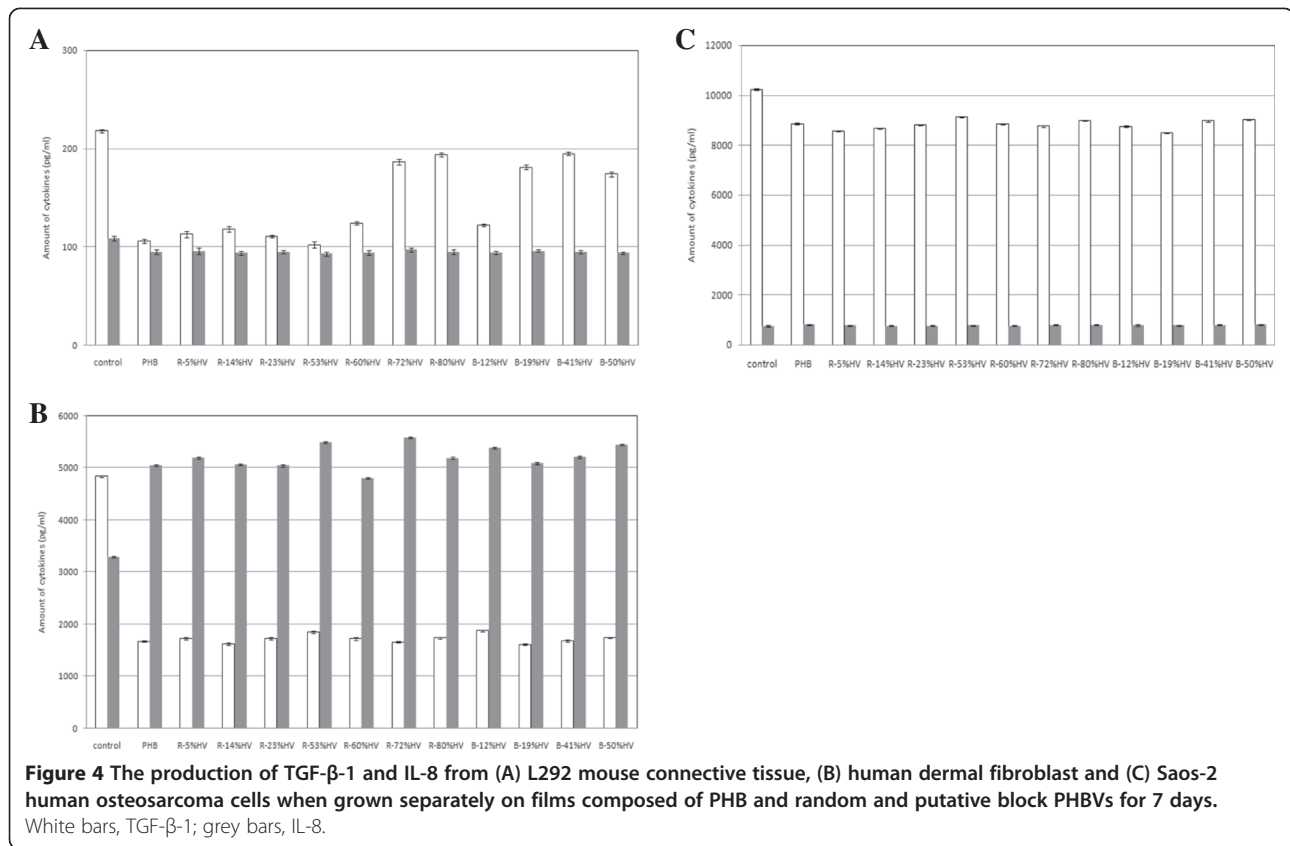 A
300
200
100
0
Amount of cytokines (pg/ml)
control PHB R-5%HV R-14%HV R-23%HV R-53%HV R-60%HV R-72%HV R-80%HV B-12%HV B-19%HV B-41%HV B-50%HV
C
12000
10000
8000
6000
4000
2000
0
Amount of cytokines (pg/ml)
control PHB R-5%HV R-14%HV R-23%HV R-53%HV R-60%HV R-72%HV R-80%HV B-12%HV B-19%HV B-41%HV B-50%HV
B
6000
5000
4000
3000
2000
1000
0
Amount of cytokines (pg/ml)
control PHB R-5%HV R-14%HV R-23%HV R-53%HV R-60%HV R-72%HV R-80%HV B-12%HV B-19%HV B-41%HV B-50%HV
Figure 4 The production of TGF-β-1 and IL-8 from (A) L292 mouse connective tissue, (B) human dermal fibroblast and (C) Saos-2
human osteosarcoma cells when grown separately on films composed of PHB and random and putative block PHBVs for 7 days.
White bars, TGF-β-1; grey bars, IL-8.